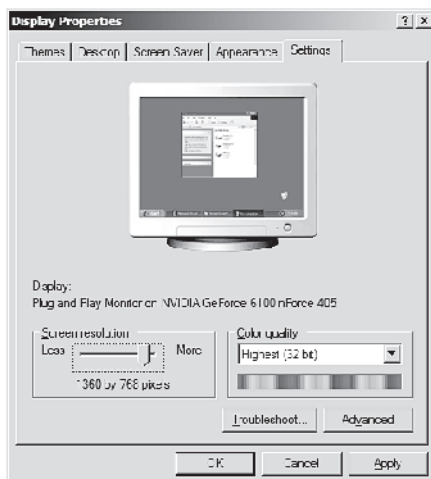 Display Properties
Themes Desktop Screen Saver Appearance Settings
Display:
Plug and Play Monitor on NVIDIA GeForce 6100 nForce 405
Screen resolution
Less More
1360 by 768 pixels
Color quality
Highest (32 bit)
Troubleshoot... Advanced
OK Cancel Apply